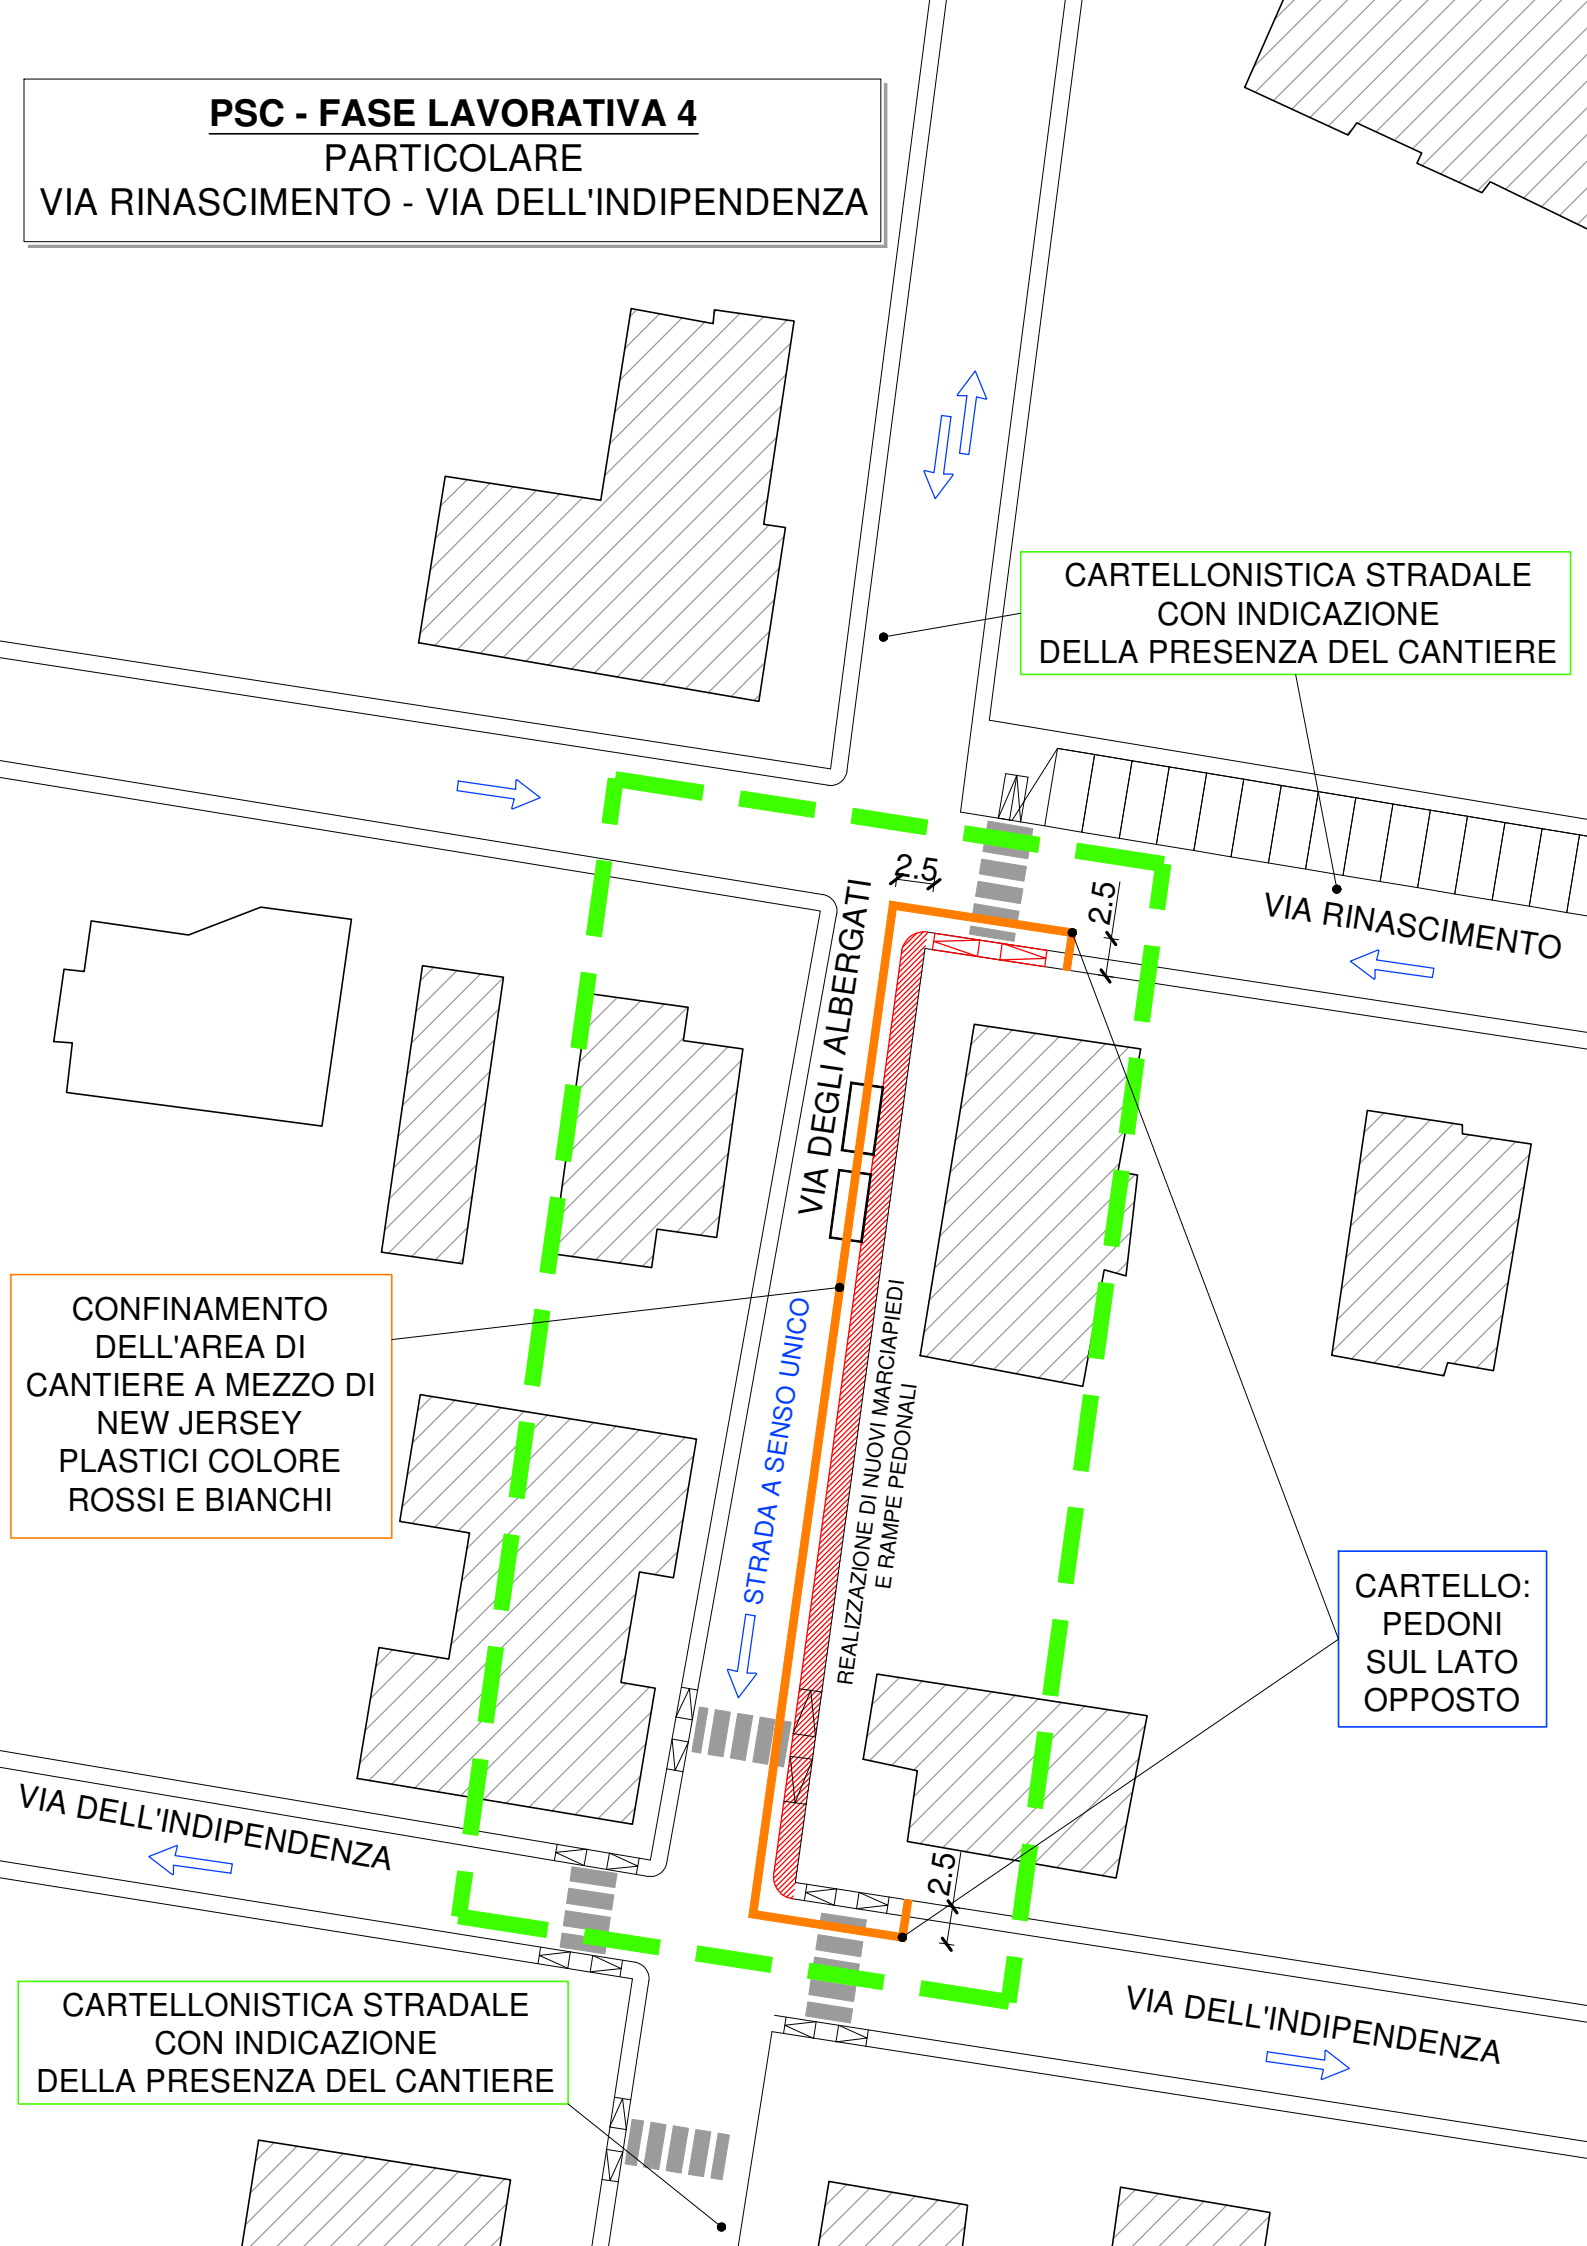 PSC - FASE LAVORATIVA 4
PARTICOLARE
VIA RINASCIMENTO - VIA DELL'INDIPENDENZA
CARTELLONISTICA STRADALE
CON INDICAZIONE
DELLA PRESENZA DEL CANTIERE
2.5
2.5
VIA RINASCIMENTO
VIA DEGLI ALBERGATI
CONFINAMENTO
DELL'AREA DI
CANTIERE A MEZZO DI
NEW JERSEY
PLASTICI COLORE
ROSSI E BIANCHI
STRADA A SENSO UNICO
REALIZZAZIONE DI NUOVI MARCIAPIEDI
E RAMPE PEDONALI
CARTELLO:
PEDONI
SUL LATO
OPPOSTO
VIA DELL'INDIPENDENZA
2.5
CARTELLONISTICA STRADALE
CON INDICAZIONE
DELLA PRESENZA DEL CANTIERE
VIA DELL'INDIPENDENZA